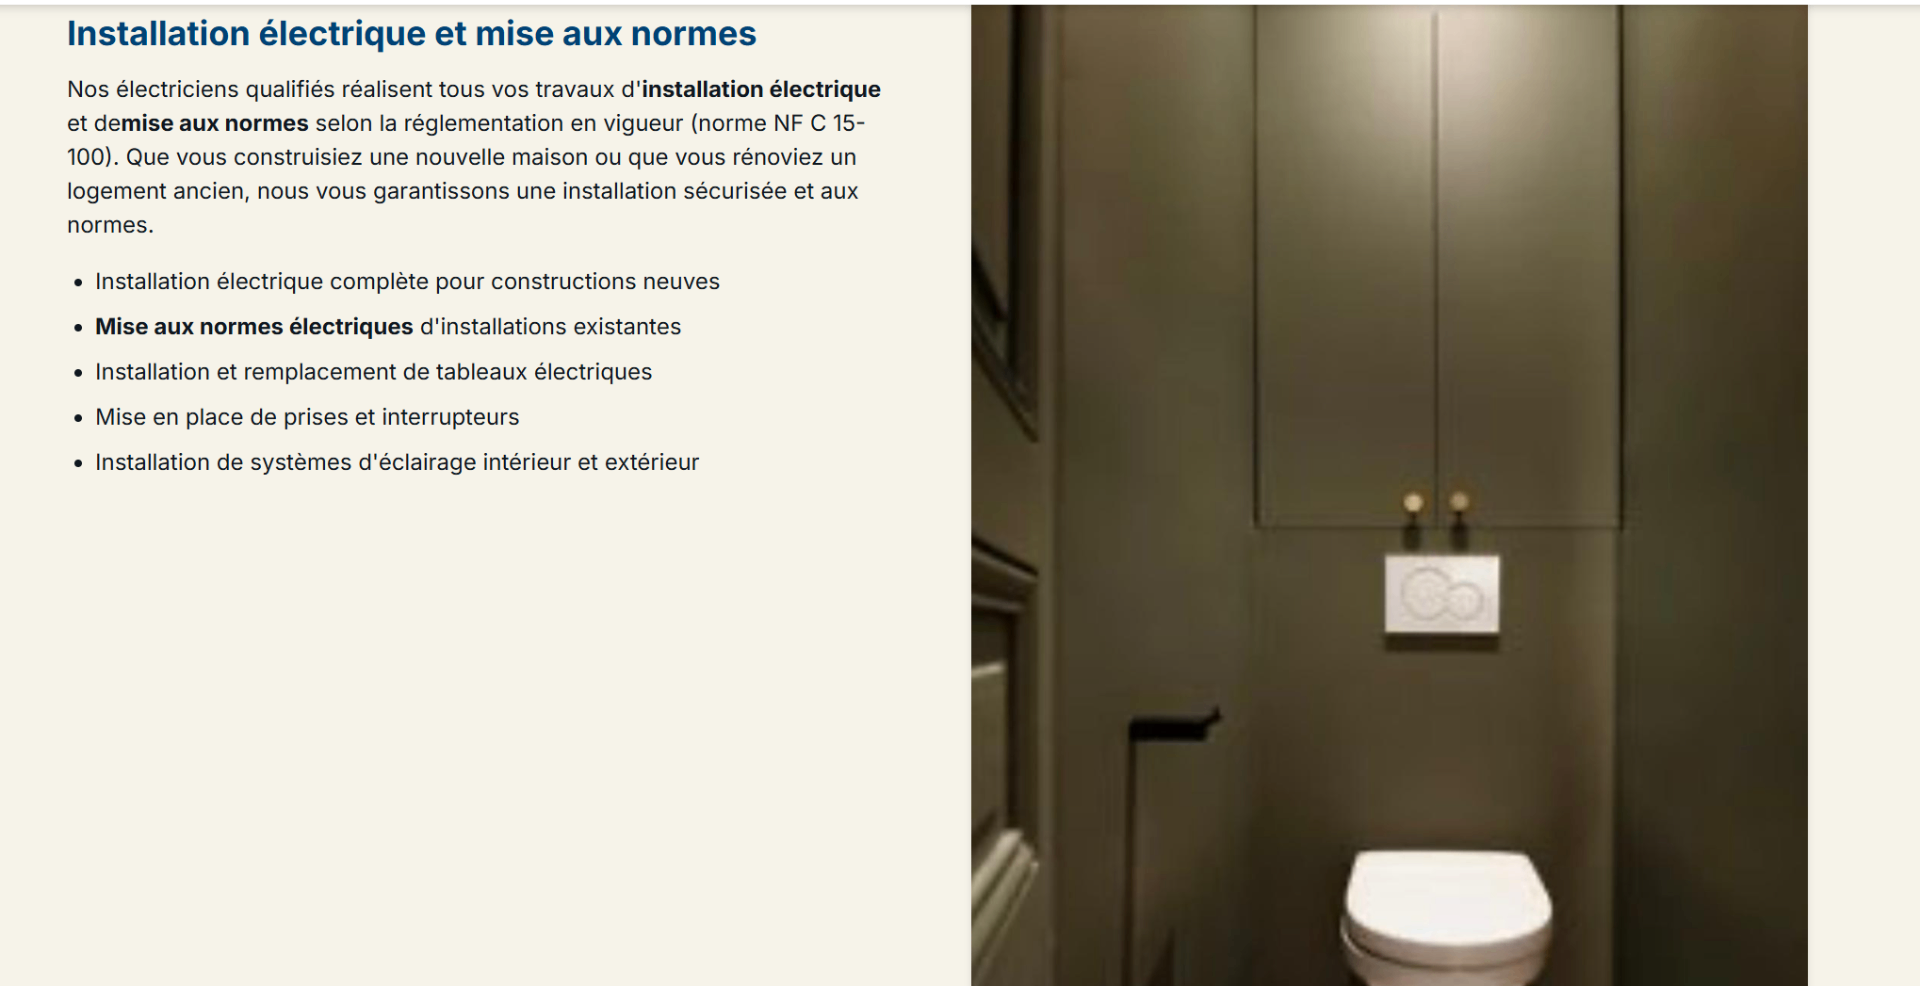 Installation électrique et mise aux normes
Nos électriciens qualifiés réalisent tous vos travaux d'installation électrique
et demise aux normes selon la réglementation en vigueur (norme NF C 15-
100). Que vous construisiez une nouvelle maison ou que vous rénoviez un
logement ancien, nous vous garantissons une installation sécurisée et aux
normes.
• Installation électrique complète pour constructions neuves
• Mise aux normes électriques d'installations existantes
• Installation et remplacement de tableaux électriques
• Mise en place de prises et interrupteurs
• Installation de systèmes d'éclairage intérieur et extérieur